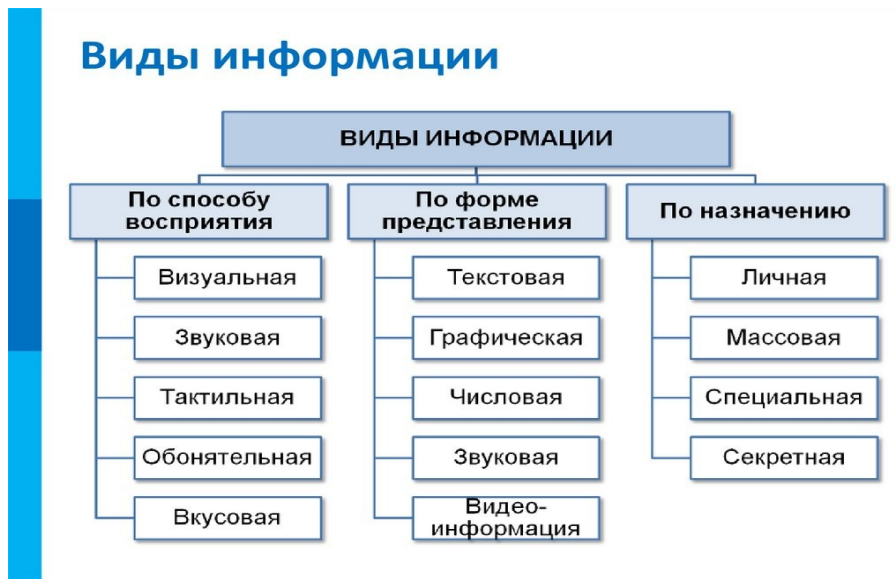 Виды информации
ВИДЫ ИНФОРМАЦИИ
По способу
восприятия
Визуальная
Звуковая
Тактильная
Обонятельная
Вкусовая
По форме
представления
Текстовая
Графическая
Числовая
Звуковая
Видео-
информация
По назначению
Личная
Массовая
Специальная
Секретная